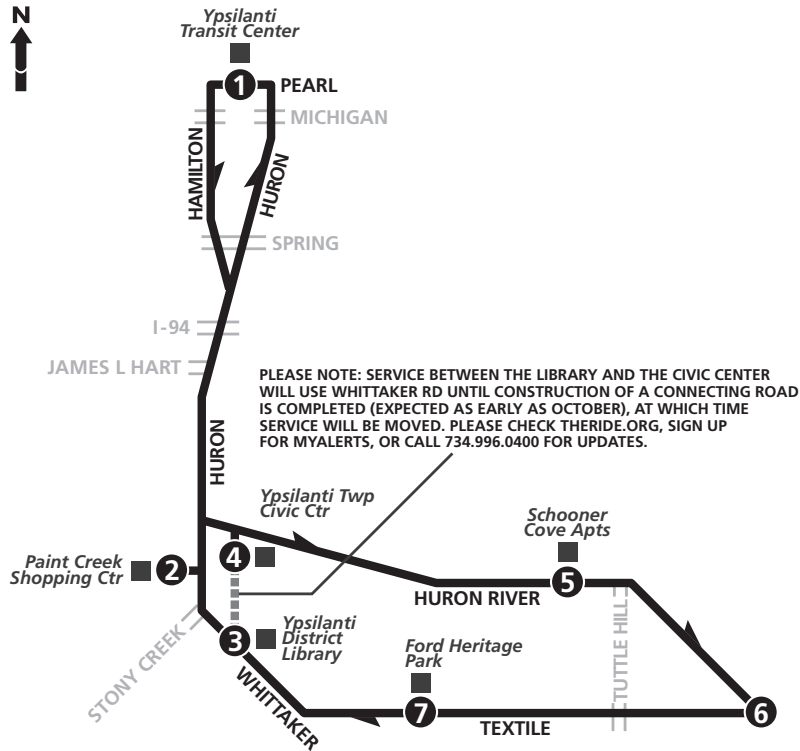 N
Ypsilanti
Transit Center
1
PEARL
MICHIGAN
HAMILTON
HURON
SPRING
I-94
JAMES L HART
PLEASE NOTE: SERVICE BETWEEN THE LIBRARY AND THE CIVIC CENTER
WILL USE WHITTAKER RD UNTIL CONSTRUCTION OF A CONNECTING ROAD
IS COMPLETED (EXPECTED AS EARLY AS OCTOBER), AT WHICH TIME
SERVICE WILL BE MOVED. PLEASE CHECK THERIDE.ORG, SIGN UP
FOR MYALERTS, OR CALL 734.996.0400 FOR UPDATES.
HURON
Ypsilanti Twp
Civic Ctr
Schooner
Cove Apts
4
Paint Creek
Shopping Ctr
2
5
HURON RIVER
TUTTLE HILL
STONY CREEK
3
Ypsilanti
District
Library
Ford Heritage
Park
WHITTAKER
7
6
TEXTILE